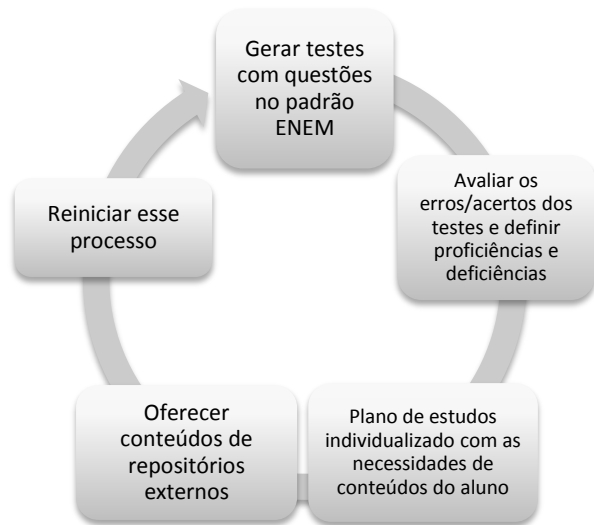 Gerar testes
com questões
no padrão
ENEM
Avaliar os
erros/acertos dos
testes e definir
proficiências e
deficiências
Plano de estudos
individualizado com as
necessidades de
conteúdos do aluno
Oferecer
conteúdos de
repositórios
externos
Reiniciar esse
processo